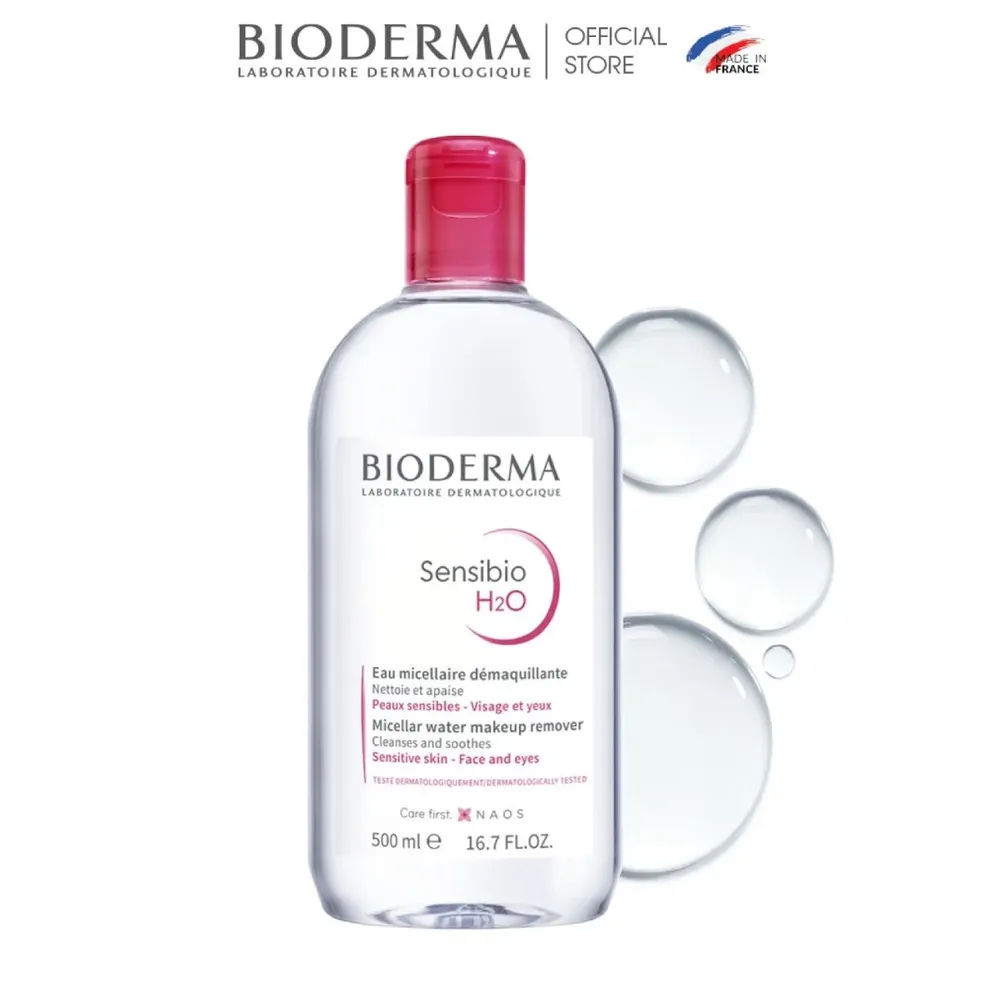 BIODERMA
LABORATOIRE DERMATOLOGIQUE
OFFICIAL
STORE
MADE IN
FRANCE
BIODERMA
LABORATOIRE DERMATOLOGIQUE
Sensibio
H2O
Eau micellaire démaquillante
Nettoie et apaise
Peaux sensibles - Visage et yeux
Micellar water makeup remover
Cleanses and soothes
Sensitive skin - Face and eyes
TESTÉ DERMATOLOGIQUEMENT/DERMATOLOGICALLY TESTED
Care first. NAOS
500 ml e 16.7 FL.OZ.